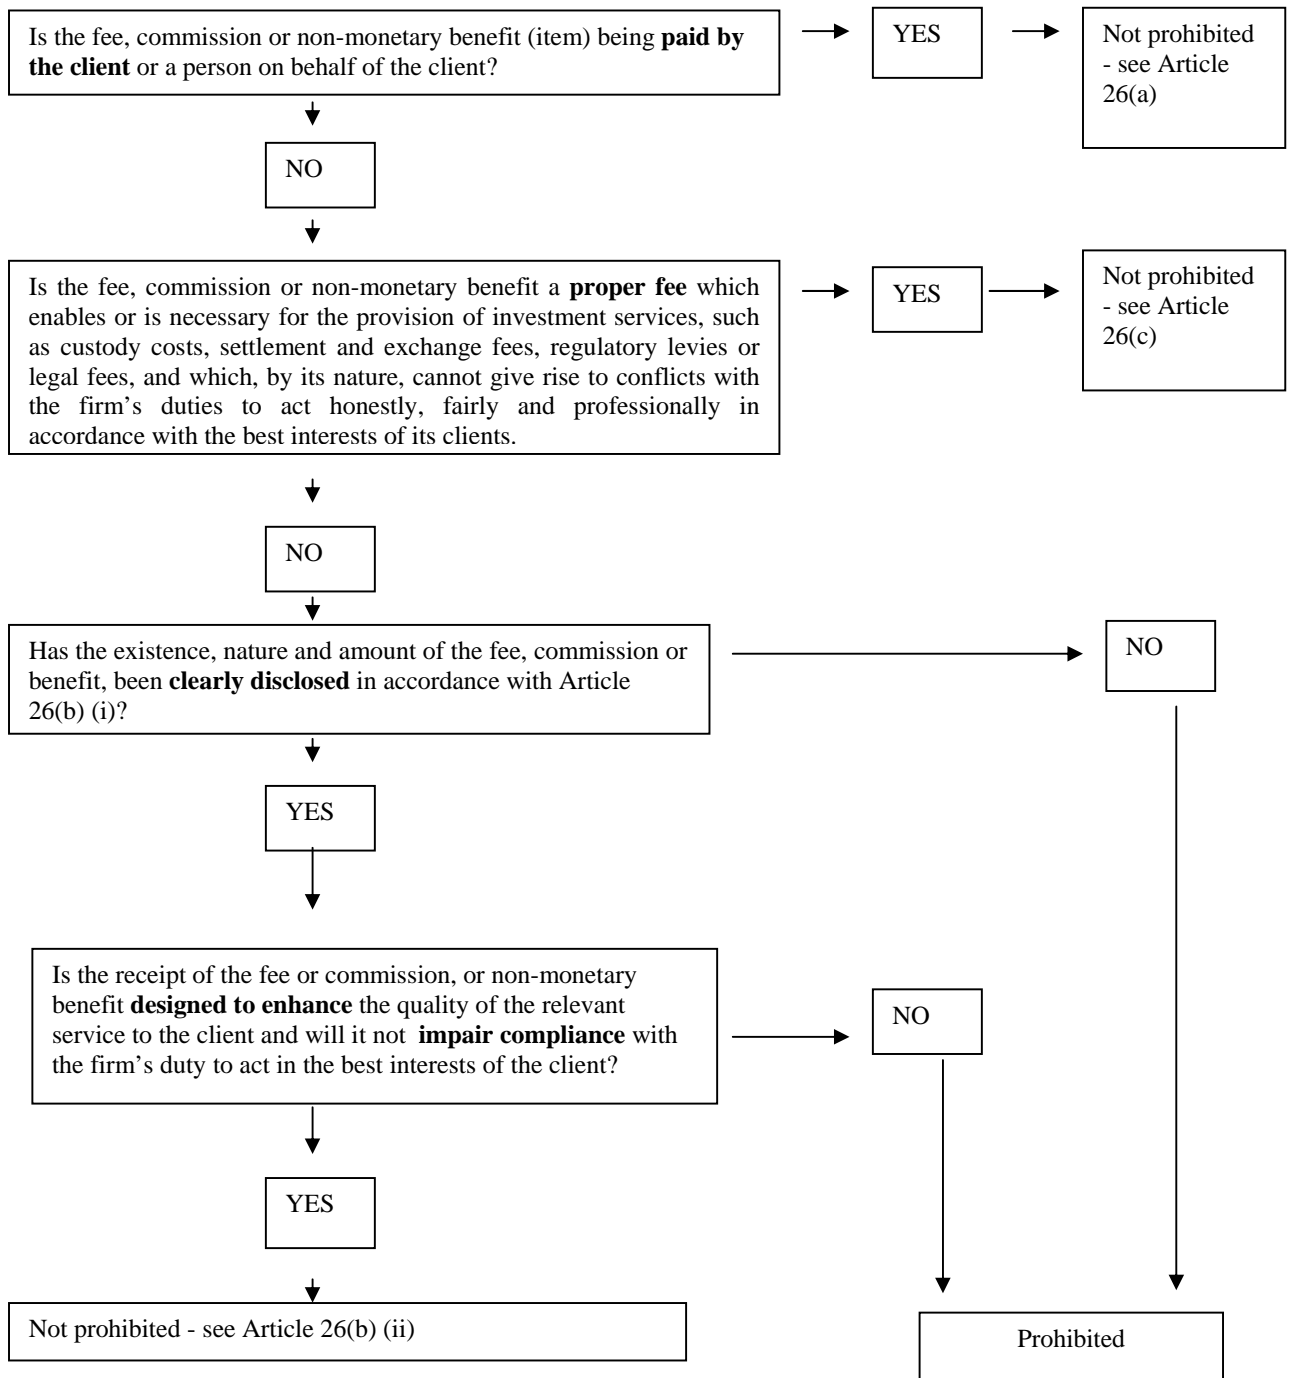 Is the fee, commission or non-monetary benefit (item) being paid by
the client or a person on behalf of the client?
YES
Not prohibited
- see Article
26(a)
NO
Is the fee, commission or non-monetary benefit a proper fee which
enables or is necessary for the provision of investment services, such
as custody costs, settlement and exchange fees, regulatory levies or
legal fees, and which, by its nature, cannot give rise to conflicts with
the firm’s duties to act honestly, fairly and professionally in
accordance with the best interests of its clients.
YES
Not prohibited
- see Article
26(c)
NO
Has the existence, nature and amount of the fee, commission or
benefit, been clearly disclosed in accordance with Article
26(b) (i)?
NO
YES
Is the receipt of the fee or commission, or non-monetary
benefit designed to enhance the quality of the relevant
service to the client and will it not impair compliance with
the firm’s duty to act in the best interests of the client?
NO
YES
Not prohibited - see Article 26(b) (ii)
Prohibited